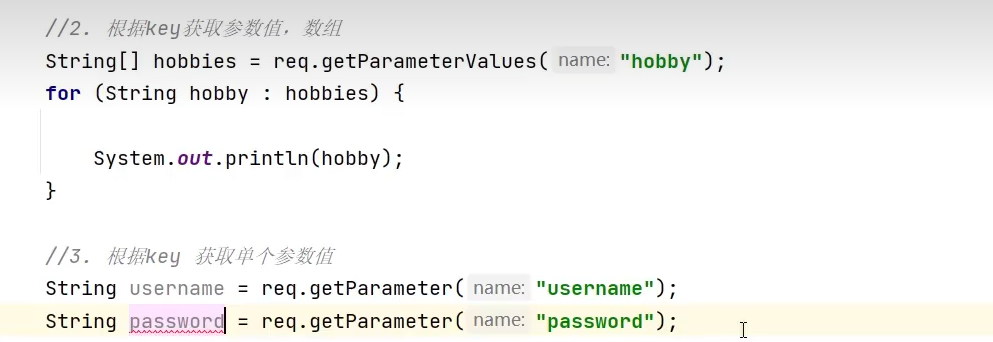 //2. 根据key获取参数值，数组
String[] hobbies = req.getParameterValues( name: "hobby");
for (String hobby : hobbies) {
System.out.println(hobby);
}
//3. 根据key 获取单个参数值
String username = req.getParameter( name: "username");
String password = req.getParameter( name: "password");